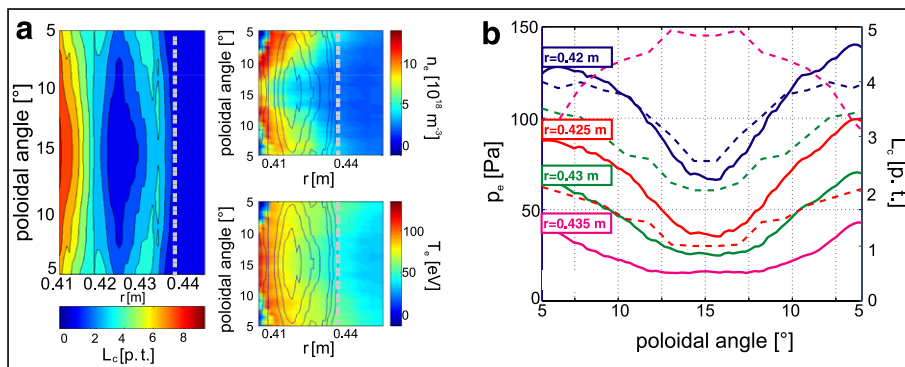 a
5
10
15
10
5
poloidal angle [°]
0.41 0.42 0.43 0.44
r [m]
0 2 4 6 8
L_c [p. t.]
5
10
15
10
5
poloidal angle [°]
0.41 0.44
r [m]
10
5
0
n_e [10^18 m^-3]
5
10
15
10
5
poloidal angle [°]
0.41 0.44
r [m]
100
50
0
T_e [eV]
b
150
100
50
0
p_e [Pa]
r=0.42 m
r=0.425 m
r=0.43 m
r=0.435 m
5
4
3
2
1
0
L_c [p. t.]
5 10 15 10 5
poloidal angle [°]